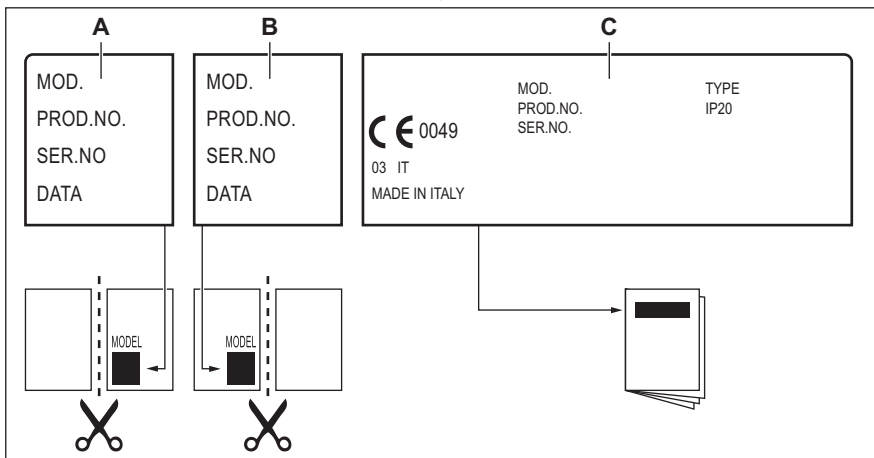 A
B
C
MOD.
PROD.NO.
SER.NO
DATA
MOD.
PROD.NO.
SER.NO
DATA
MOD.
PROD.NO.
SER.NO.
TYPE
IP20
CE 0049
03 IT
MADE IN ITALY
MODEL
MODEL